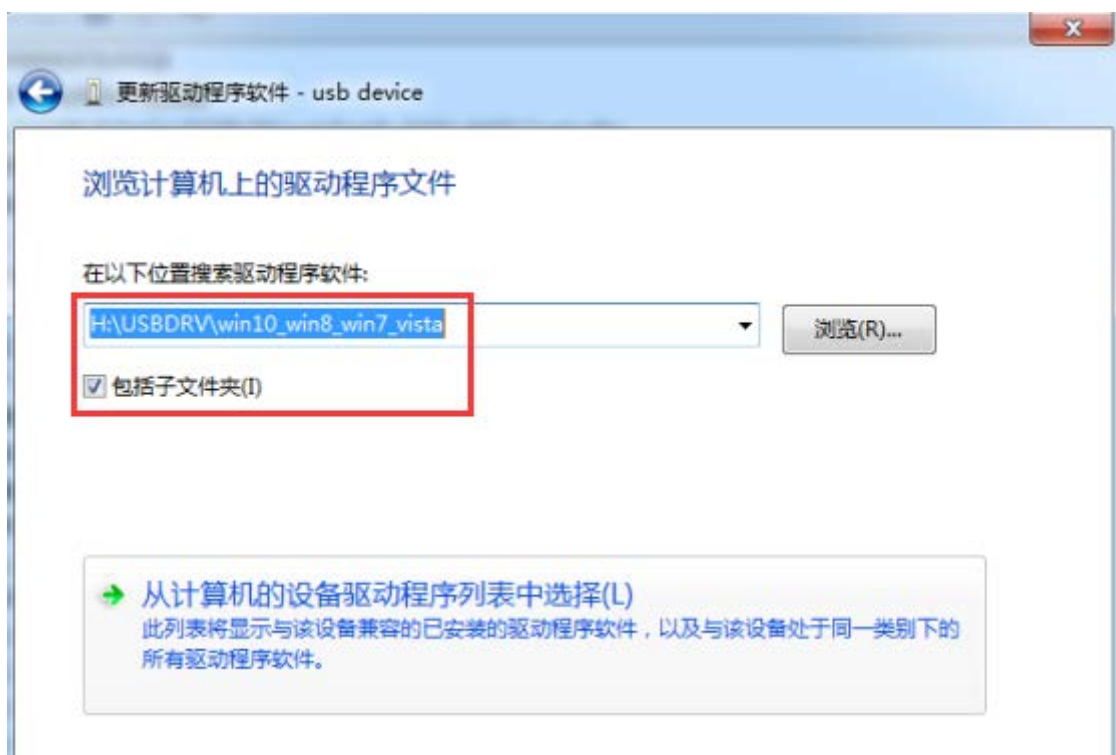 更新驱动程序软件 - usb device
浏览计算机上的驱动程序文件
在以下位置搜索驱动程序软件:
H:\USBDRV\win10_win8_win7_vista
浏览(R)...
包括子文件夹(I)
从计算机的设备驱动程序列表中选择(L)
此列表将显示与该设备兼容的已安装的驱动程序软件，以及与该设备处于同一类别下的
所有驱动程序软件。